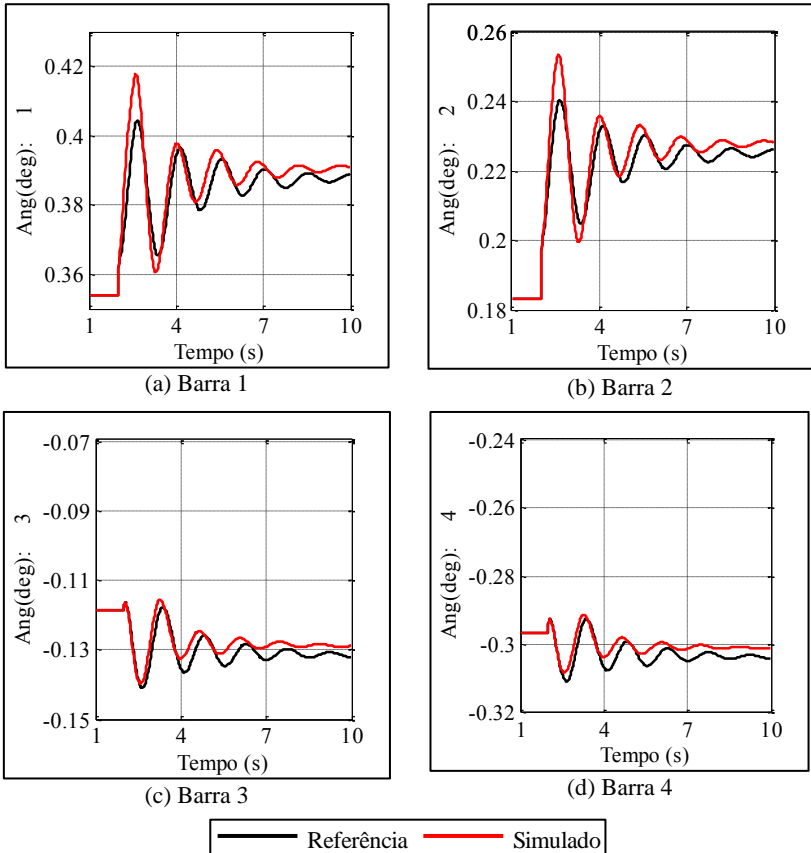 Ang(deg): 1
0.42
0.4
0.38
0.36
1 4 7 10
Tempo (s)
(a) Barra 1
Ang(deg): 2
0.26
0.24
0.22
0.2
0.18
1 4 7 10
Tempo (s)
(b) Barra 2
Ang(deg): 3
-0.07
-0.09
-0.11
-0.13
-0.15
1 4 7 10
Tempo (s)
(c) Barra 3
Ang(deg): 4
-0.24
-0.26
-0.28
-0.3
-0.32
1 4 7 10
Tempo (s)
(d) Barra 4
Referência Simulado